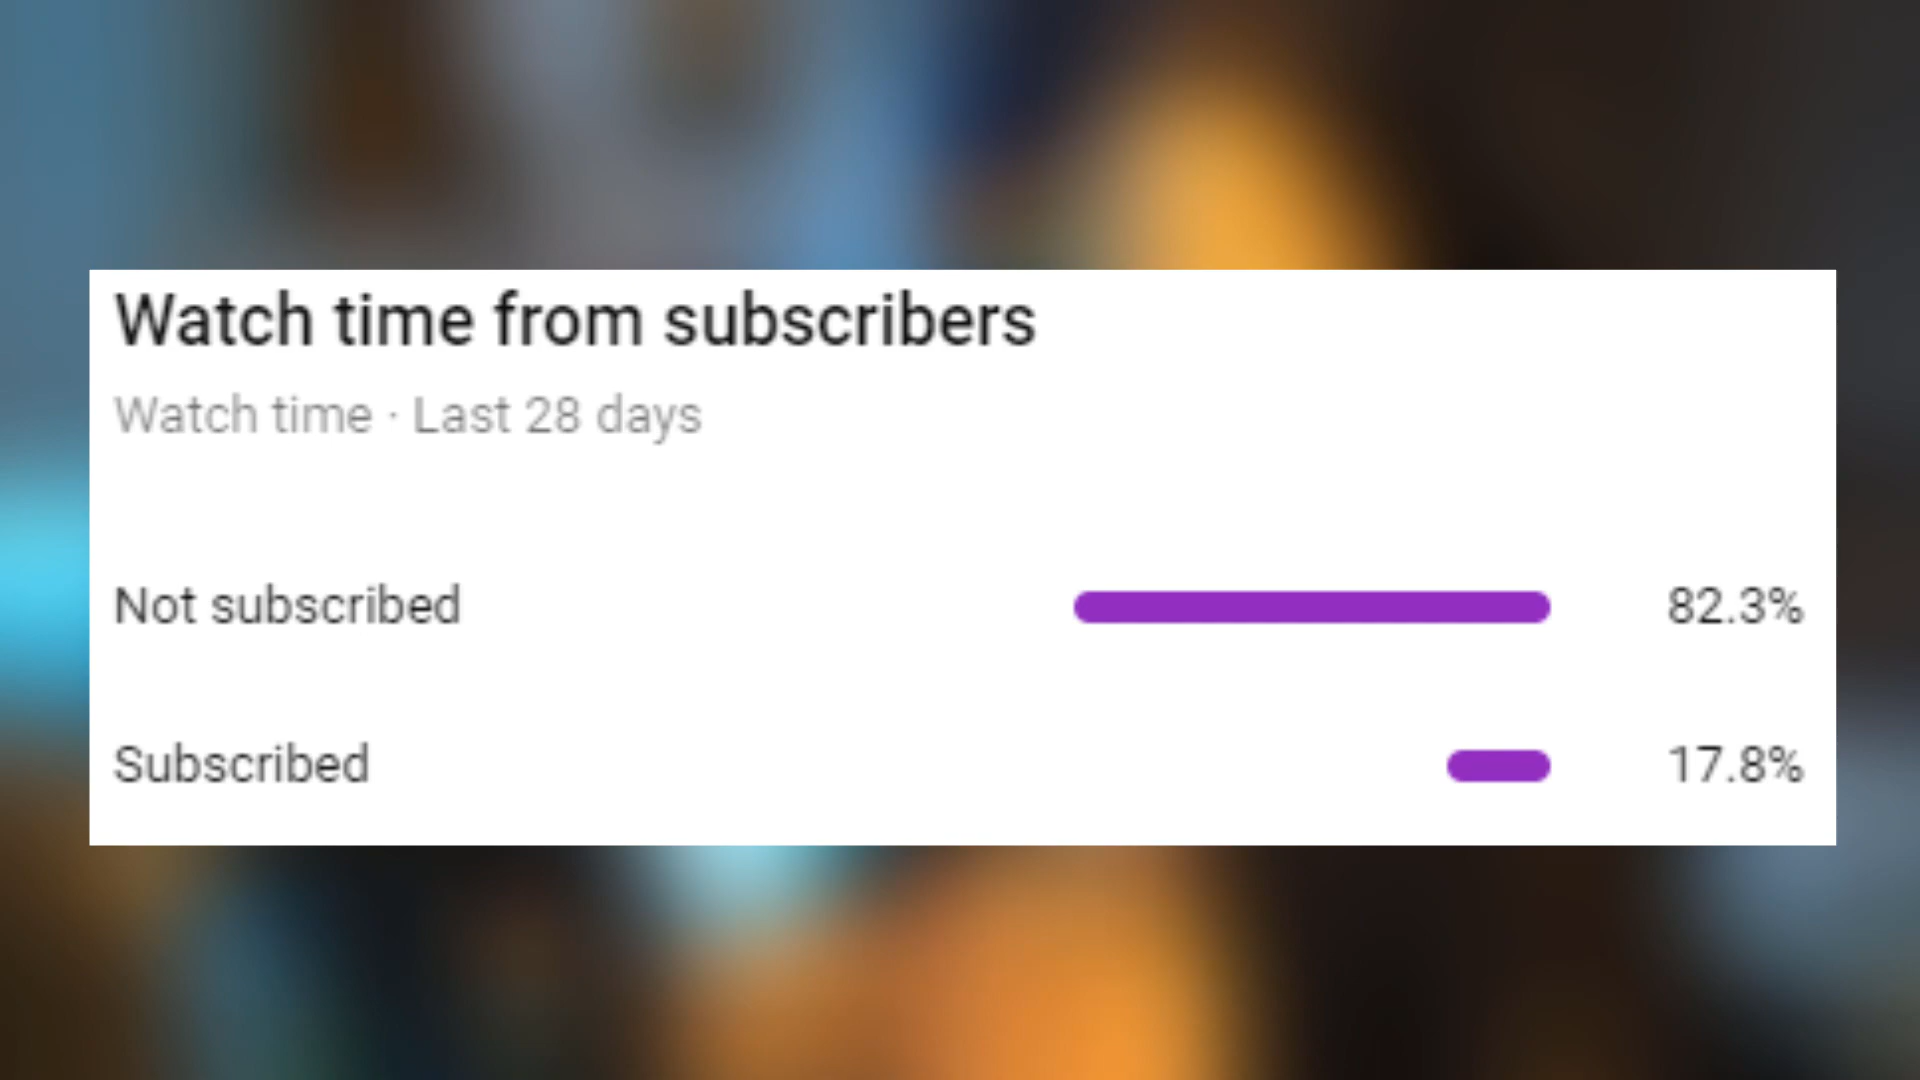 Watch time from subscribers
Watch time · Last 28 days
Not subscribed 82.3%
Subscribed 17.8%